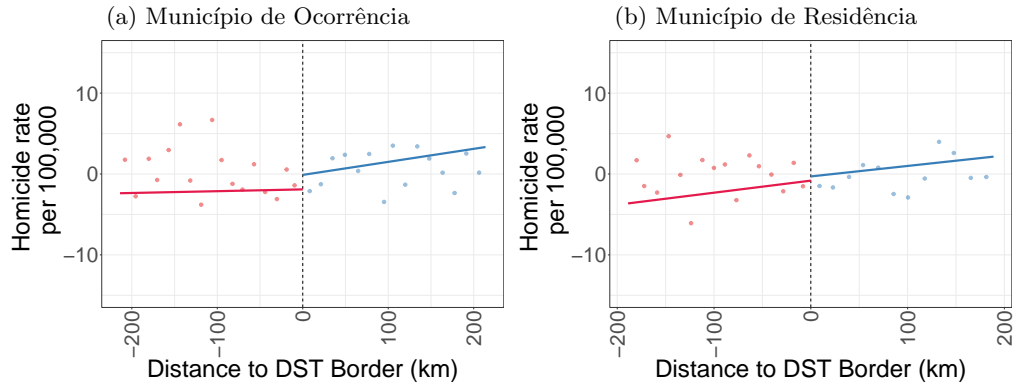 (a) Município de Ocorrência
Homicide rate
per 100,000
10
0
−10
−200
−100
0
100
200
Distance to DST Border (km)
(b) Município de Residência
Homicide rate
per 100,000
10
0
−10
−200
−100
0
100
200
Distance to DST Border (km)